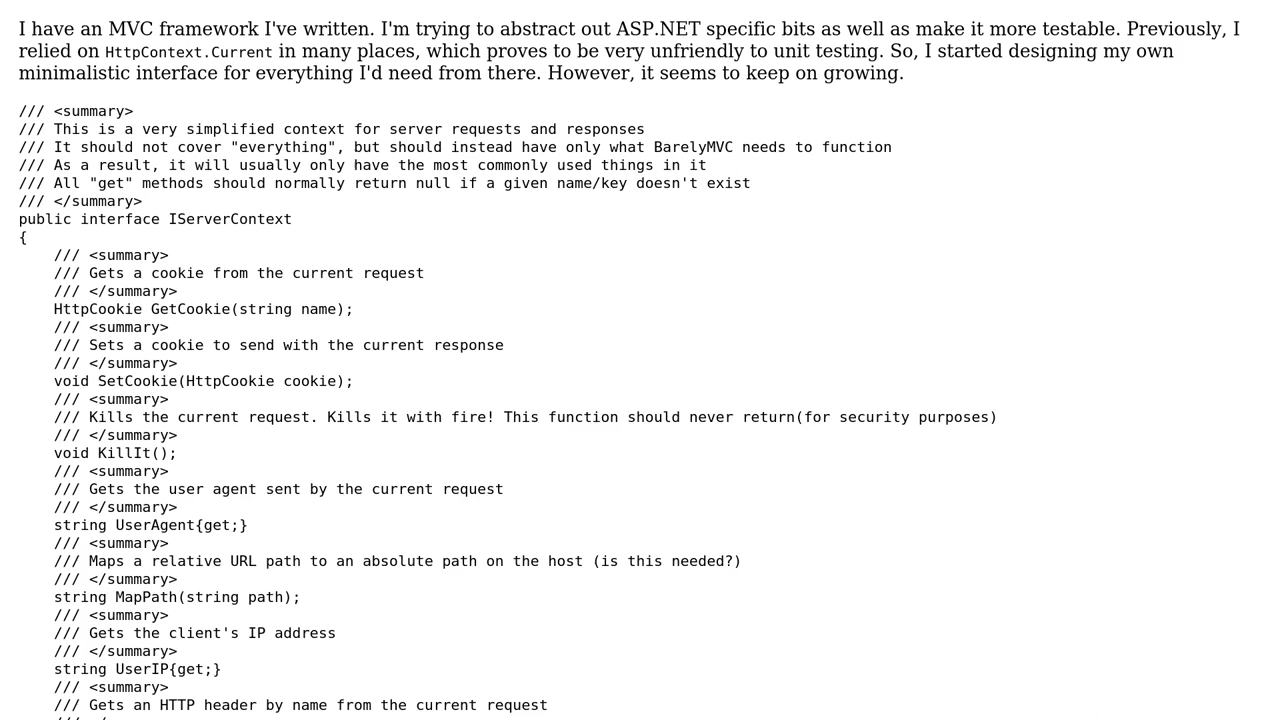 I have an MVC framework I've written. I'm trying to abstract out ASP.NET specific bits as well as make it more testable. Previously, I
relied on HttpContext.Current in many places, which proves to be very unfriendly to unit testing. So, I started designing my own
minimalistic interface for everything I'd need from there. However, it seems to keep on growing.
/// <summary>
/// This is a very simplified context for server requests and responses
/// It should not cover "everything", but should instead have only what BarelyMVC needs to function
/// As a result, it will usually only have the most commonly used things in it
/// All "get" methods should normally return null if a given name/key doesn't exist
/// </summary>
public interface IServerContext
{
    /// <summary>
    /// Gets a cookie from the current request
    /// </summary>
    HttpCookie GetCookie(string name);
    /// <summary>
    /// Sets a cookie to send with the current response
    /// </summary>
    void SetCookie(HttpCookie cookie);
    /// <summary>
    /// Kills the current request. Kills it with fire! This function should never return(for security purposes)
    /// </summary>
    void KillIt();
    /// <summary>
    /// Gets the user agent sent by the current request
    /// </summary>
    string UserAgent{get;}
    /// <summary>
    /// Maps a relative URL path to an absolute path on the host (is this needed?)
    /// </summary>
    string MapPath(string path);
    /// <summary>
    /// Gets the client's IP address
    /// </summary>
    string UserIP{get;}
    /// <summary>
    /// Gets an HTTP header by name from the current request